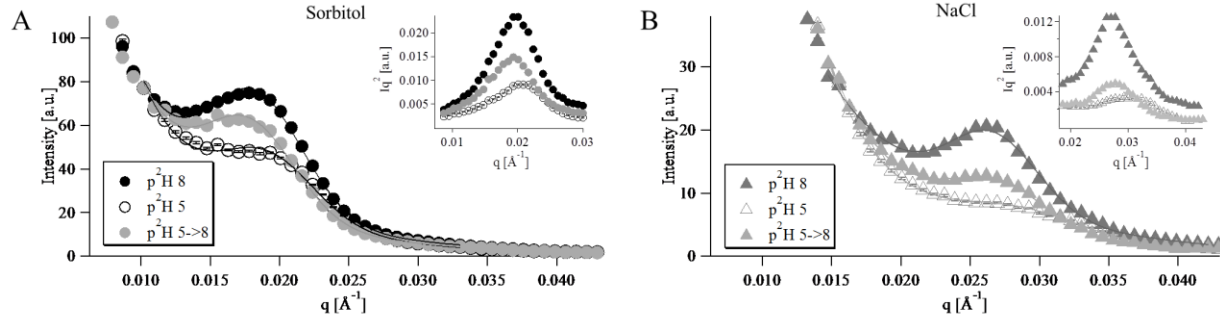 A
Sorbitol
Intensity [a.u.]
100
80
60
40
20
0
p²H 8
p²H 5
p²H 5->8
0.010
0.015
0.020
0.025
0.030
0.035
0.040
q [Å⁻¹]
Iq² [a.u.]
0.020
0.015
0.010
0.005
0.01
0.02
0.03
q [Å⁻¹]
B
NaCl
Intensity [a.u.]
30
20
10
0
p²H 8
p²H 5
p²H 5->8
0.010
0.015
0.020
0.025
0.030
0.035
0.040
q [Å⁻¹]
Iq² [a.u.]
0.012
0.008
0.004
0.02
0.03
0.04
q [Å⁻¹]